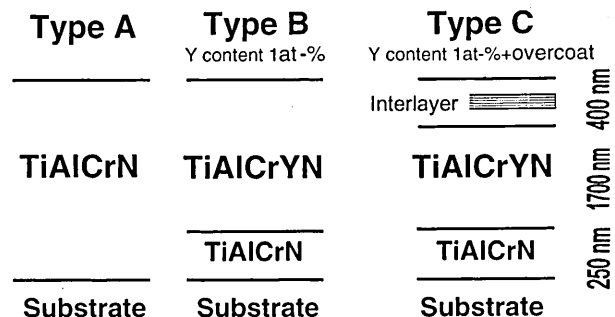 Type A
Type B
Type C
Y content 1at-%
Y content 1at-%+overcoat
Interlayer
400 nm
TiAlCrN
TiAlCrYN
TiAlCrYN
1700 nm
TiAlCrN
TiAlCrN
250 nm
Substrate
Substrate
Substrate